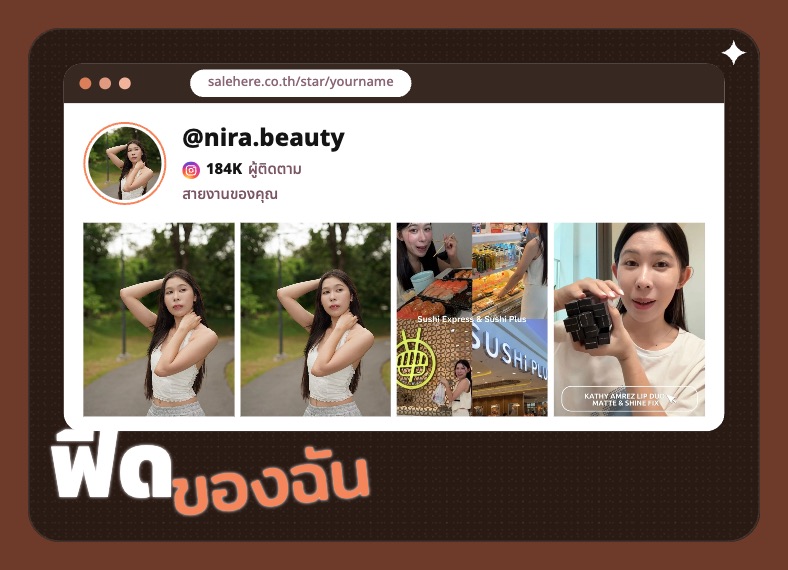 salehere.co.th/star/yourname
@nira.beauty
184K ผู้ติดตาม
สายงานของคุณ
Sushi Express & Sushi Plus
SUSHi PLU
KATHY AMREZ LIP DUO
MATTE & SHINE FIX
ฟีด
ของฉัน